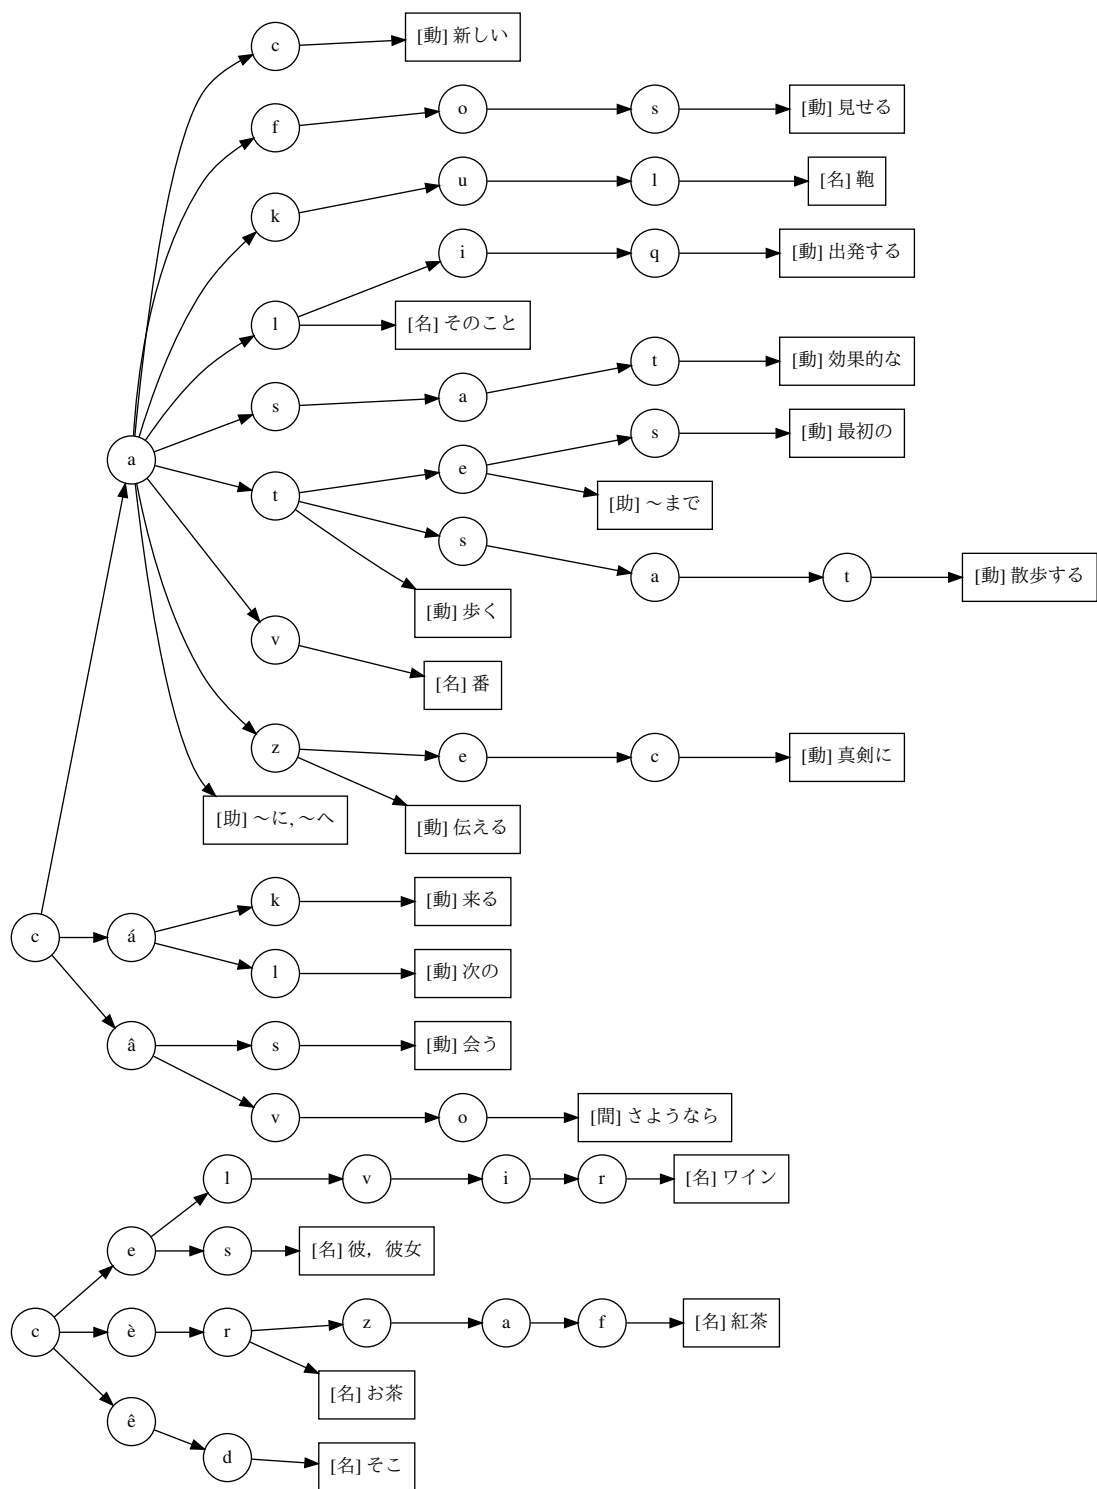 c
[動] 新しい
f
o
s
[動] 見せる
k
u
l
[名] 鞄
i
q
[動] 出発する
l
[名] そのこと
s
a
t
[動] 効果的な
a
t
e
s
[動] 最初の
[助] 〜まで
s
a
t
[動] 散歩する
[動] 歩く
v
[名] 番
z
e
c
[動] 真剣に
[助] 〜に, 〜へ
[動] 伝える
c
á
k
[動] 来る
l
[動] 次の
â
s
[動] 会う
v
o
[間] さようなら
l
v
i
r
[名] ワイン
e
s
[名] 彼，彼女
c
è
r
z
a
f
[名] 紅茶
[名] お茶
ê
d
[名] そこ